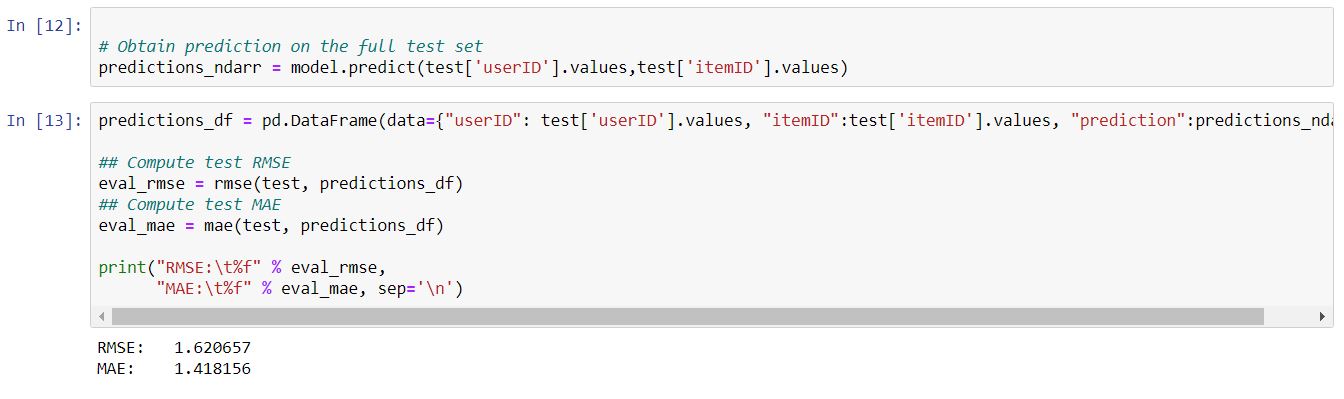 In [12]:
# Obtain prediction on the full test set
predictions_ndarr = model.predict(test['userID'].values,test['itemID'].values)
In [13]:
predictions_df = pd.DataFrame(data={"userID": test['userID'].values, "itemID":test['itemID'].values, "prediction":predictions_nda
## Compute test RMSE
eval_rmse = rmse(test, predictions_df)
## Compute test MAE
eval_mae = mae(test, predictions_df)
print("RMSE:\t%f" % eval_rmse,
"MAE:\t%f" % eval_mae, sep='\n')
RMSE: 1.620657
MAE: 1.418156